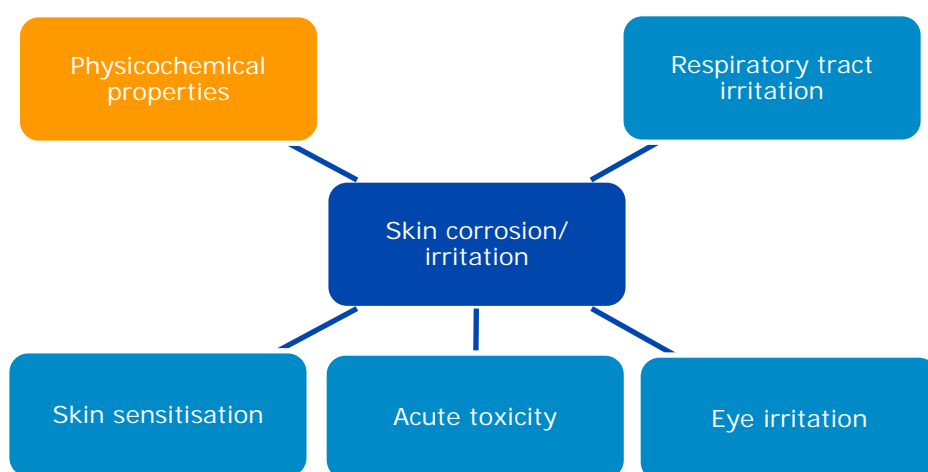 Physicochemical
properties
Respiratory tract
irritation
Skin corrosion/
irritation
Skin sensitisation
Acute toxicity
Eye irritation